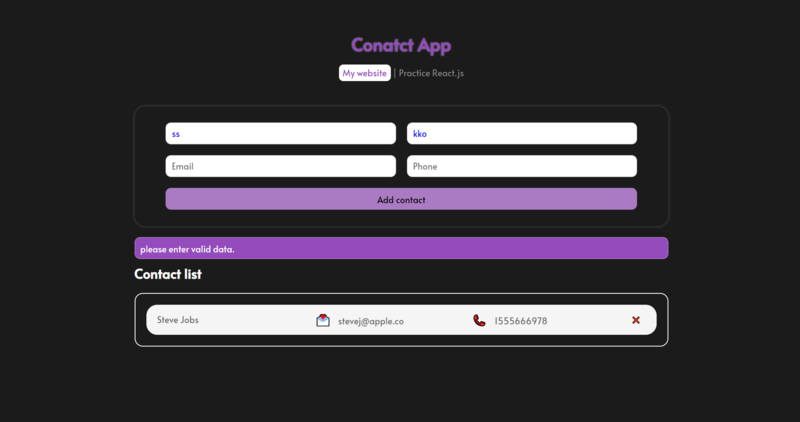 Conatct App
My website | Practice React.js
ss kko
Email Phone
Add contact
please enter valid data.
Contact list
Steve Jobs stevej@apple.co 1555666978